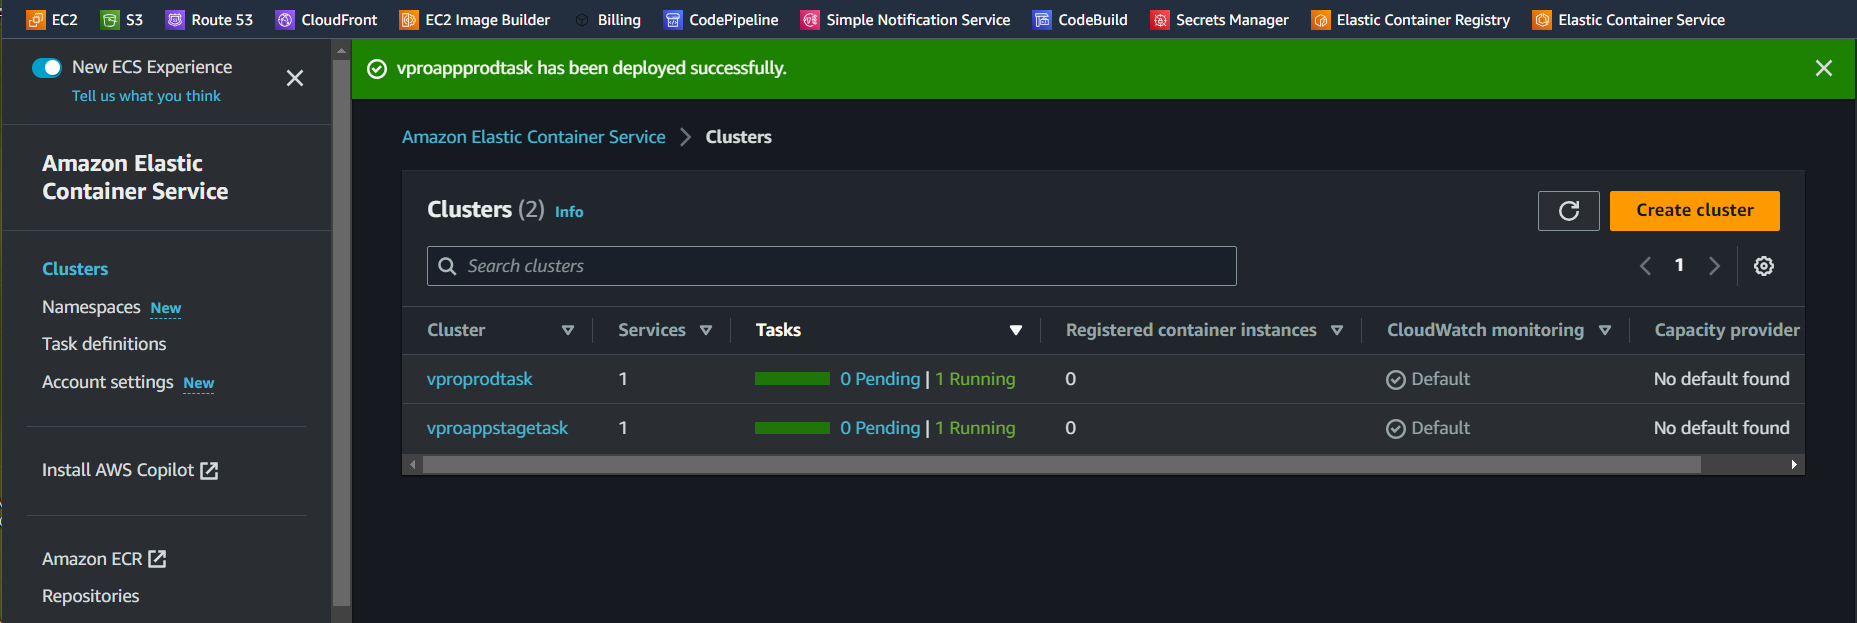 EC2 S3 Route 53 CloudFront EC2 Image Builder Billing CodePipeline Simple Notification Service CodeBuild Secrets Manager Elastic Container Registry Elastic Container Service
New ECS Experience
Tell us what you think
vproappprodtask has been deployed successfully.
Amazon Elastic
Container Service
Clusters
Namespaces New
Task definitions
Account settings New
Install AWS Copilot
Amazon ECR
Repositories
Amazon Elastic Container Service > Clusters
Clusters (2) Info
Create cluster
Search clusters
1
Cluster Services Tasks Registered container instances CloudWatch monitoring Capacity provider
vproprodtask 1 0 Pending | 1 Running 0 Default No default found
vproappstagetask 1 0 Pending | 1 Running 0 Default No default found